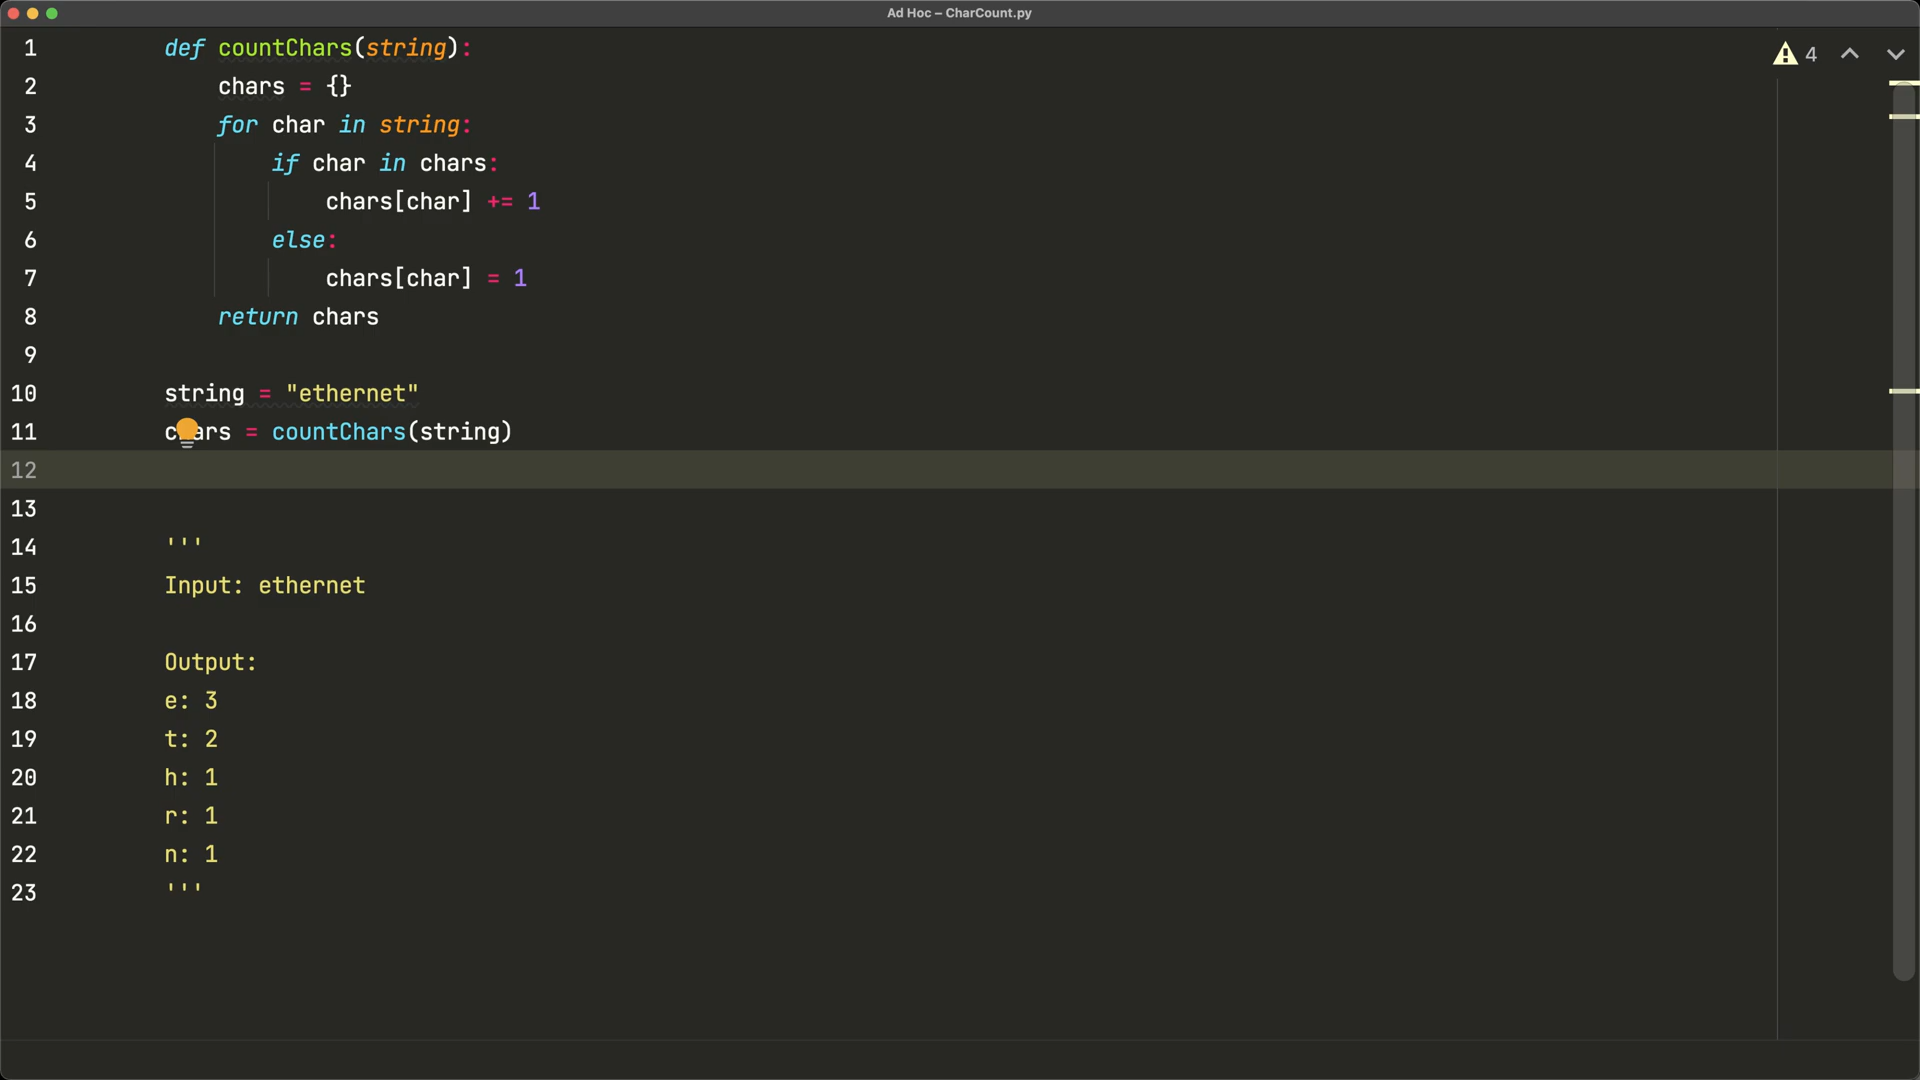 Ad Hoc – CharCount.py
1 def countChars(string):
4
2 chars = {}
3 for char in string:
4 if char in chars:
5 chars[char] += 1
6 else:
7 chars[char] = 1
8 return chars
9
10 string = "ethernet"
11 chars = countChars(string)
12
13
14 '''
15 Input: ethernet
16
17 Output:
18 e: 3
19 t: 2
20 h: 1
21 r: 1
22 n: 1
23 '''